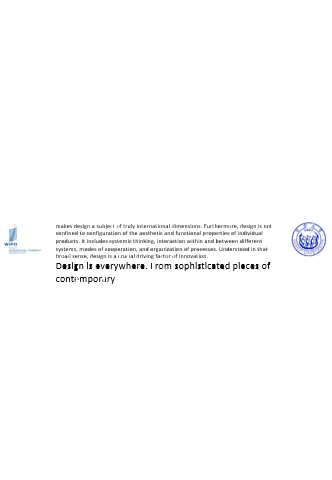 makes design a subject of truly international dimensions. Furthermore, design is not
confined to configuration of the aesthetic and functional properties of individual
products. It includes systemic thinking, interaction within and between different
systems, modes of cooperation, and organization of processes. Understood in that
broad sense, design is a crucial driving factor of innovation.
Design is everywhere. From sophisticated pieces of
contemporary
WIPO